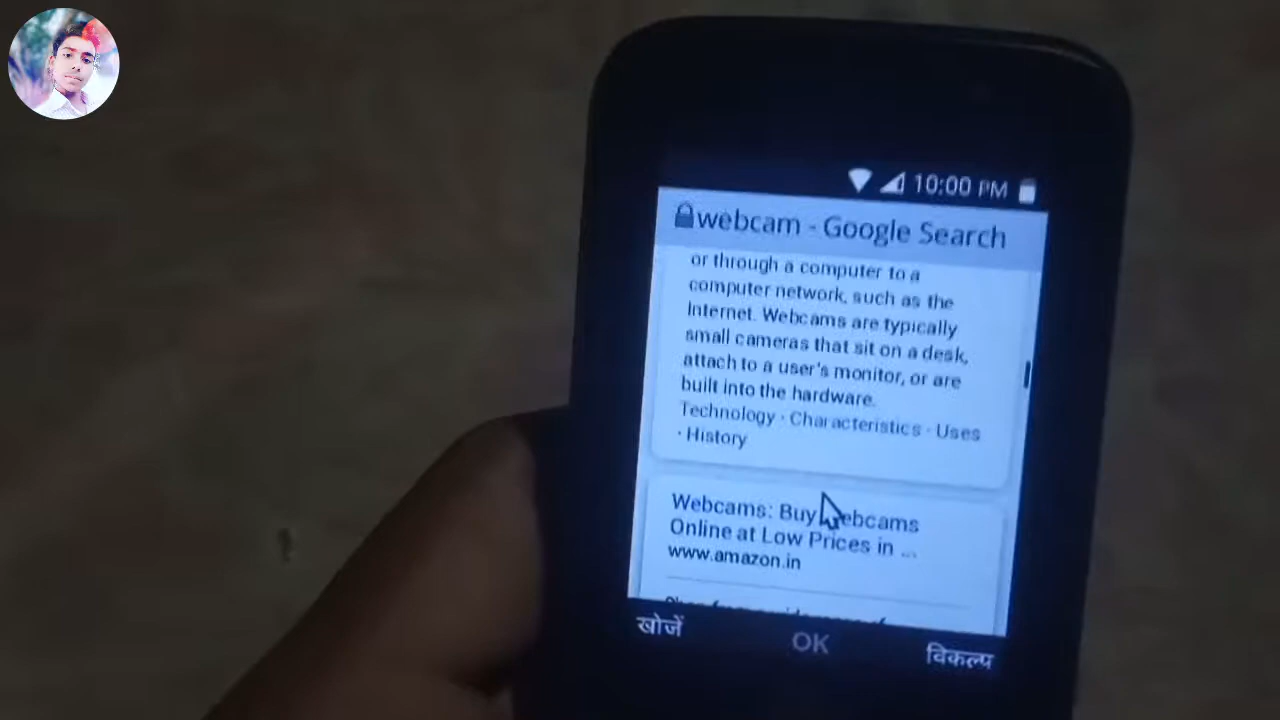 10:00 PM
webcam - Google Search
or through a computer to a
computer network, such as the
Internet. Webcams are typically
small cameras that sit on a desk,
attach to a user's monitor, or are
built into the hardware.
Technology · Characteristics · Uses
· History
Webcams: Buy Webcams
Online at Low Prices in ...
www.amazon.in
खोजें OK विकल्प